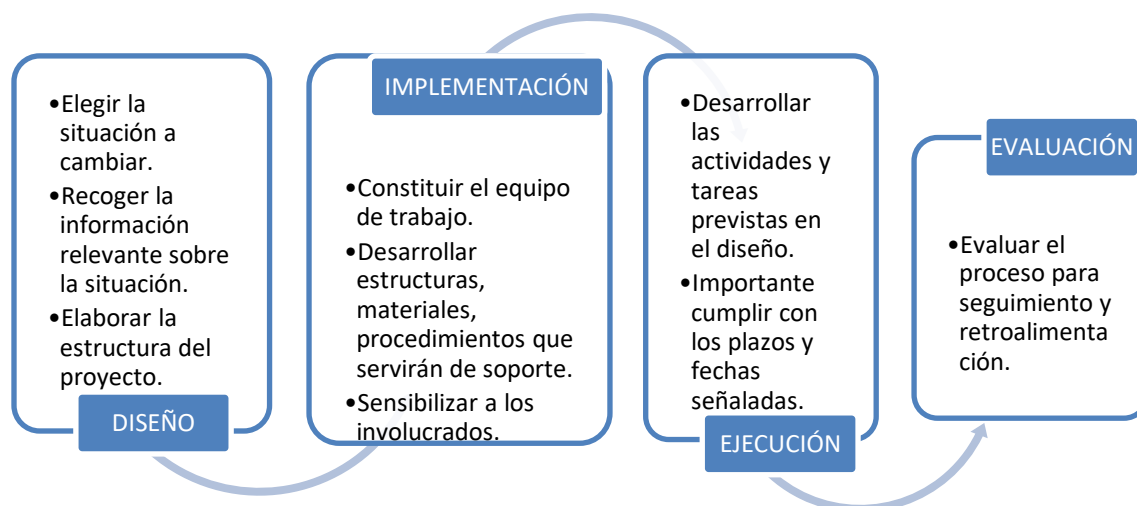 •Elegir la
situación a
cambiar.
•Recoger la
información
relevante sobre
la situación.
•Elaborar la
estructura del
proyecto.
DISEÑO
IMPLEMENTACIÓN
•Constituir el equipo
de trabajo.
•Desarrollar
estructuras,
materiales,
procedimientos que
servirán de soporte.
•Sensibilizar a los
involucrados.
•Desarrollar
las
actividades y
tareas
previstas en
el diseño.
•Importante
cumplir con
los plazos y
fechas
señaladas.
EJECUCIÓN
EVALUACIÓN
•Evaluar el
proceso para
seguimiento y
retroalimenta
ción.